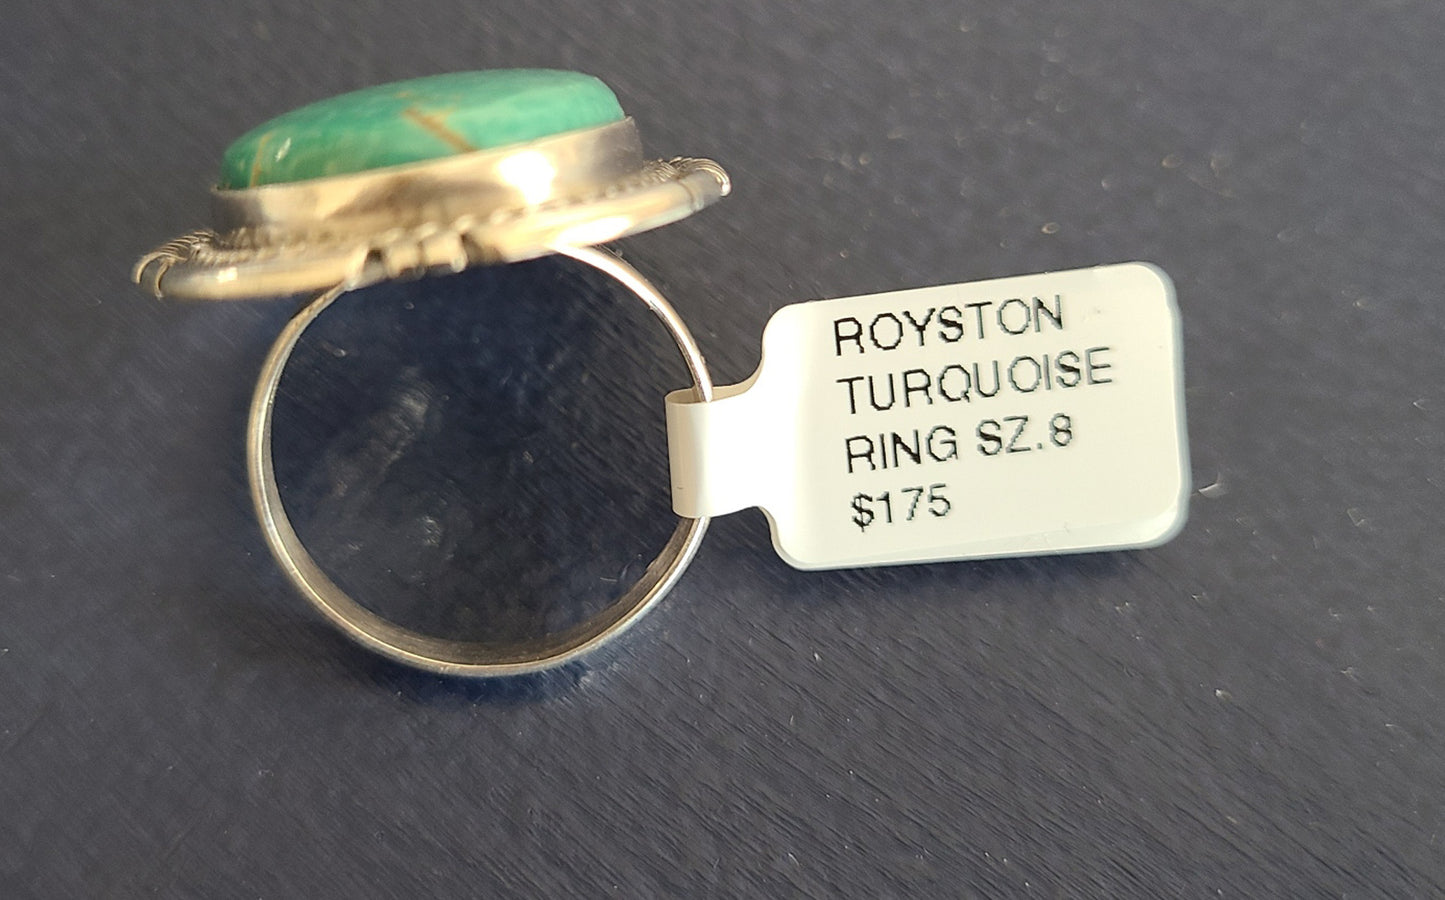 ROYSTON
TURQUOISE
RING SZ.8
$175